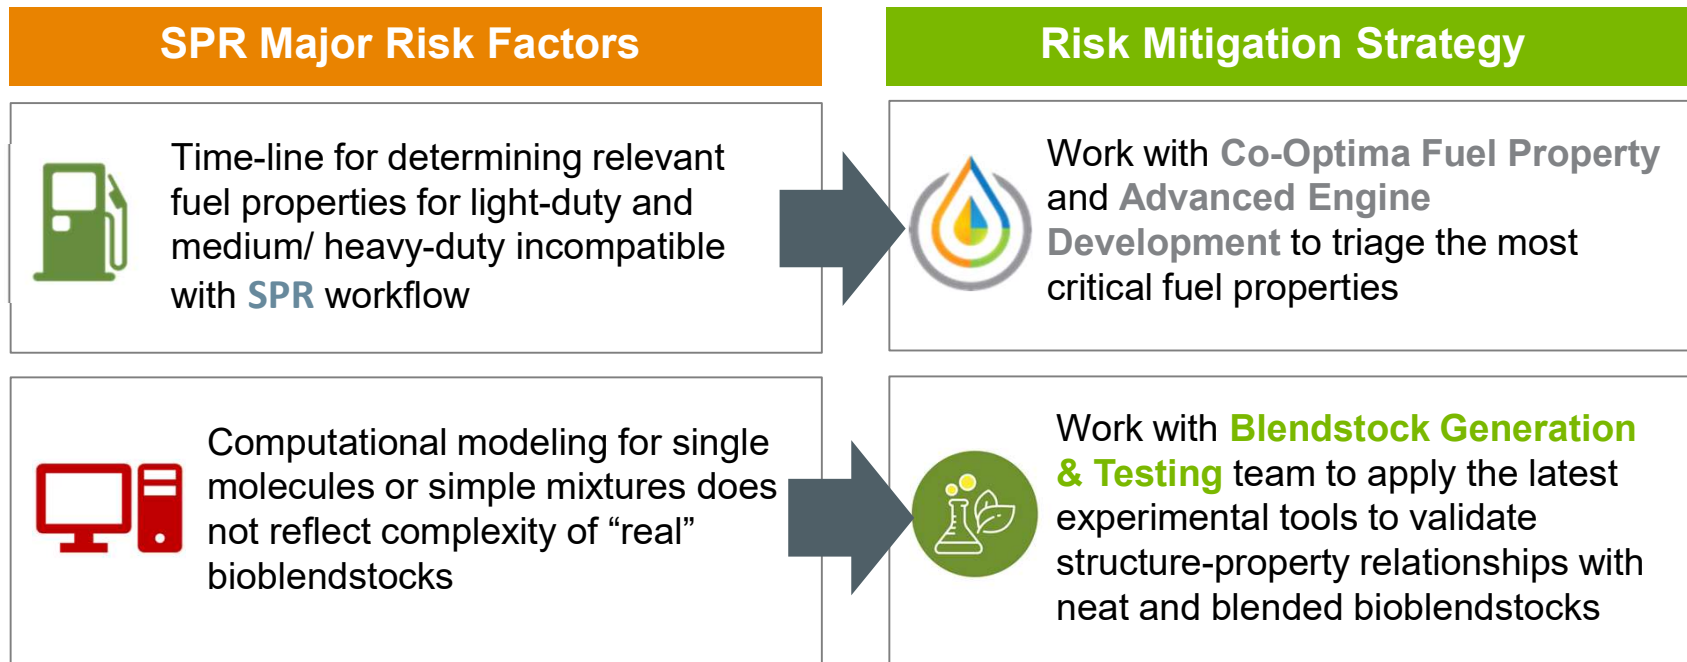 SPR Major Risk Factors
Risk Mitigation Strategy
Time-line for determining relevant
fuel properties for light-duty and
medium/ heavy-duty incompatible
with SPR workflow
Work with Co-Optima Fuel Property
and Advanced Engine
Development to triage the most
critical fuel properties
Computational modeling for single
molecules or simple mixtures does
not reflect complexity of “real”
bioblendstocks
Work with Blendstock Generation
& Testing team to apply the latest
experimental tools to validate
structure-property relationships with
neat and blended bioblendstocks